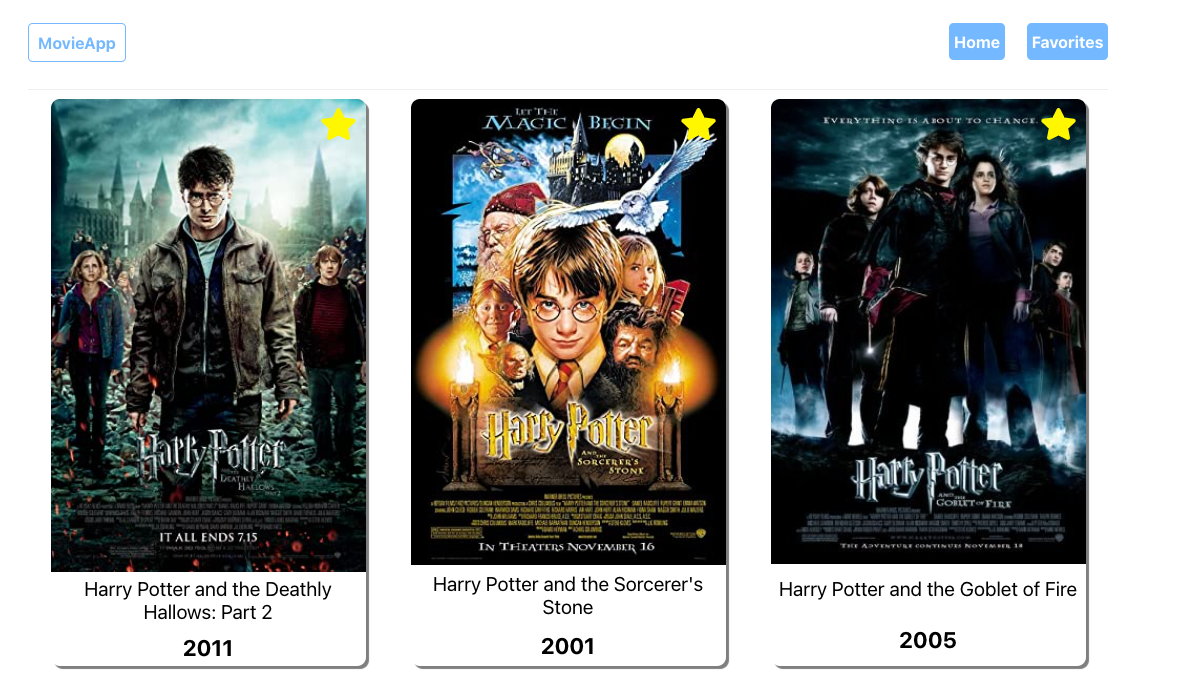 MovieApp
Home
Favorites
HARRY POTTER
DEATHLY
HALLOWS
IT ALL ENDS 7.15
Harry Potter and the Deathly
Hallows: Part 2
2011
LET THE
MAGIC BEGIN
Harry Potter
AND THE
SORCERER'S
STONE
IN THEATERS NOVEMBER 16
Harry Potter and the Sorcerer's
Stone
2001
EVERYTHING IS ABOUT TO CHANGE.
Harry Potter
AND THE
GOBLET OF FIRE
THE ADVENTURE CONTINUES NOVEMBER 18
Harry Potter and the Goblet of Fire
2005